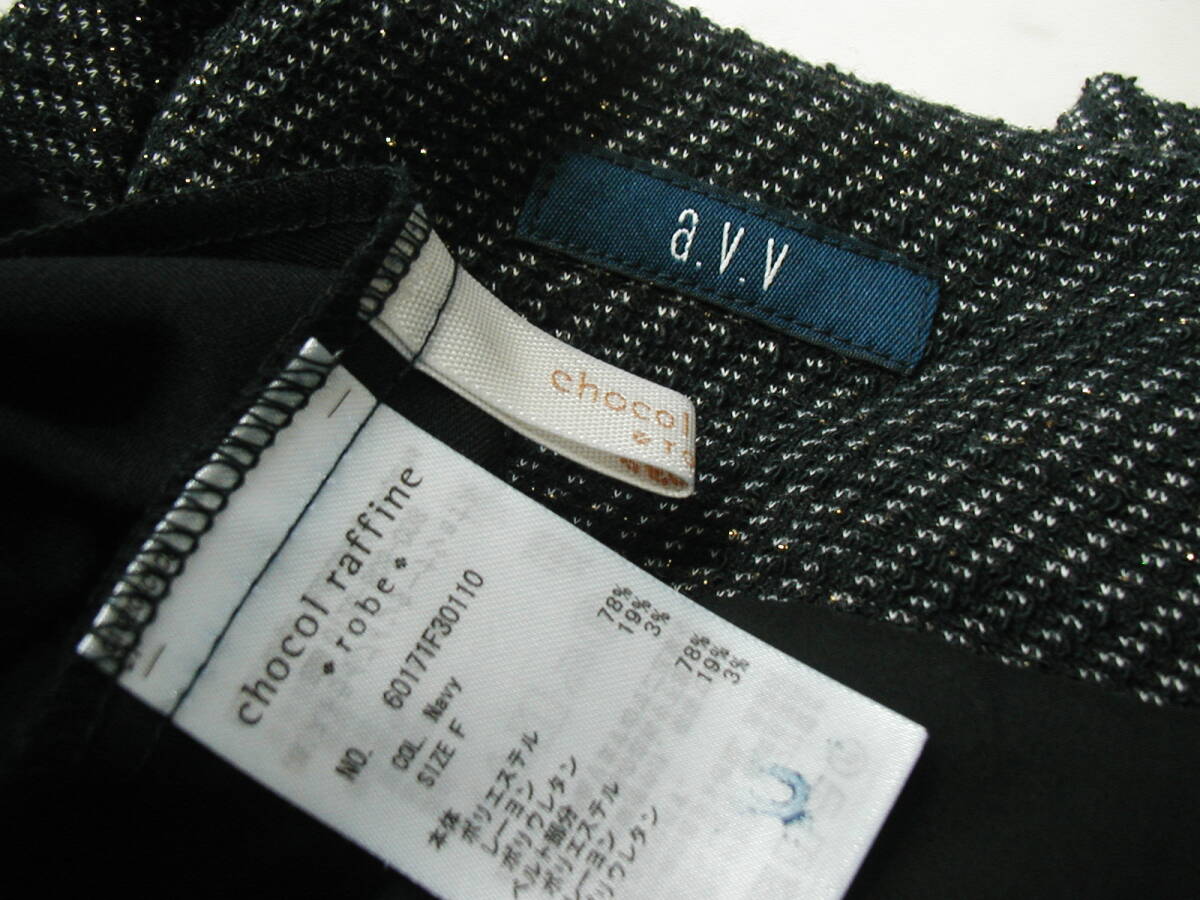 a.v.v
chocol
chocol raffine
robe
NO. 60171F30110
COL. Navy
SIZE F
本体
ポリエステル 78%
レーヨン 19%
ポリウレタン 3%
ベルト部分
ポリエステル 78%
レーヨン 19%
ポリウレタン 3%